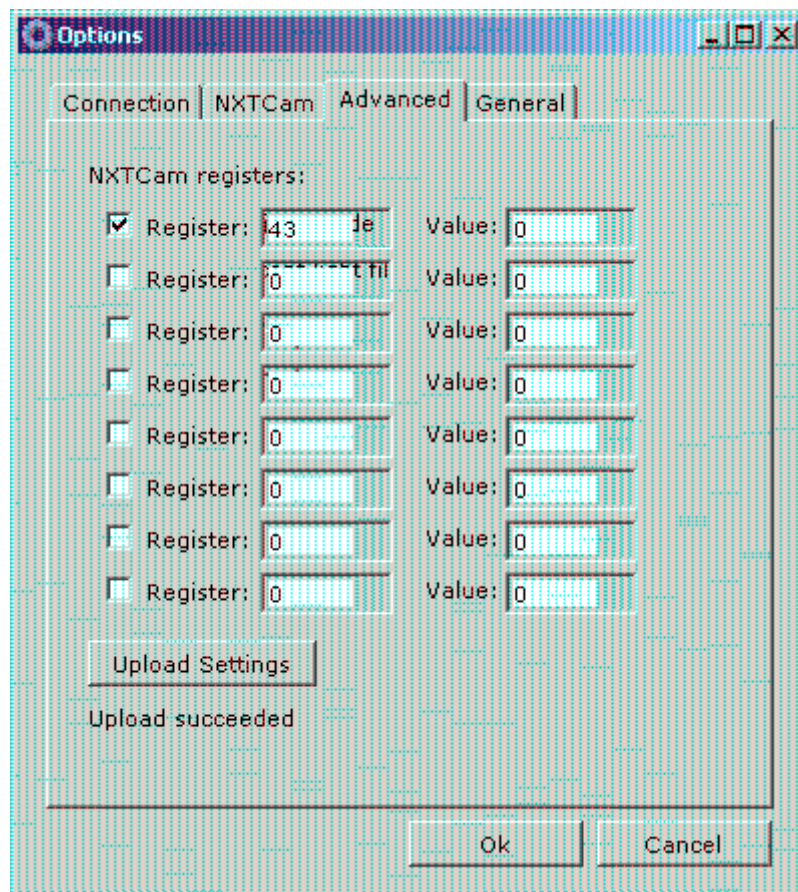 Options
Connection NXTCam Advanced General
NXTCam registers:
Register: 43 de Value: 0
Register: 0 Value: 0
Register: 0 Value: 0
Register: 0 Value: 0
Register: 0 Value: 0
Register: 0 Value: 0
Register: 0 Value: 0
Register: 0 Value: 0
Upload Settings
Upload succeeded
Ok Cancel